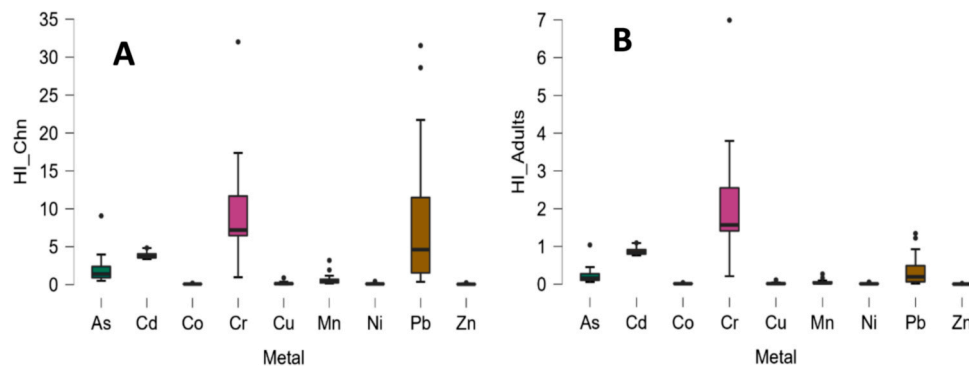 A
35
30
25
20
15
10
5
0
HI_Chn
As Cd Co Cr Cu Mn Ni Pb Zn
Metal
B
7
6
5
4
3
2
1
0
HI_Adults
As Cd Co Cr Cu Mn Ni Pb Zn
Metal